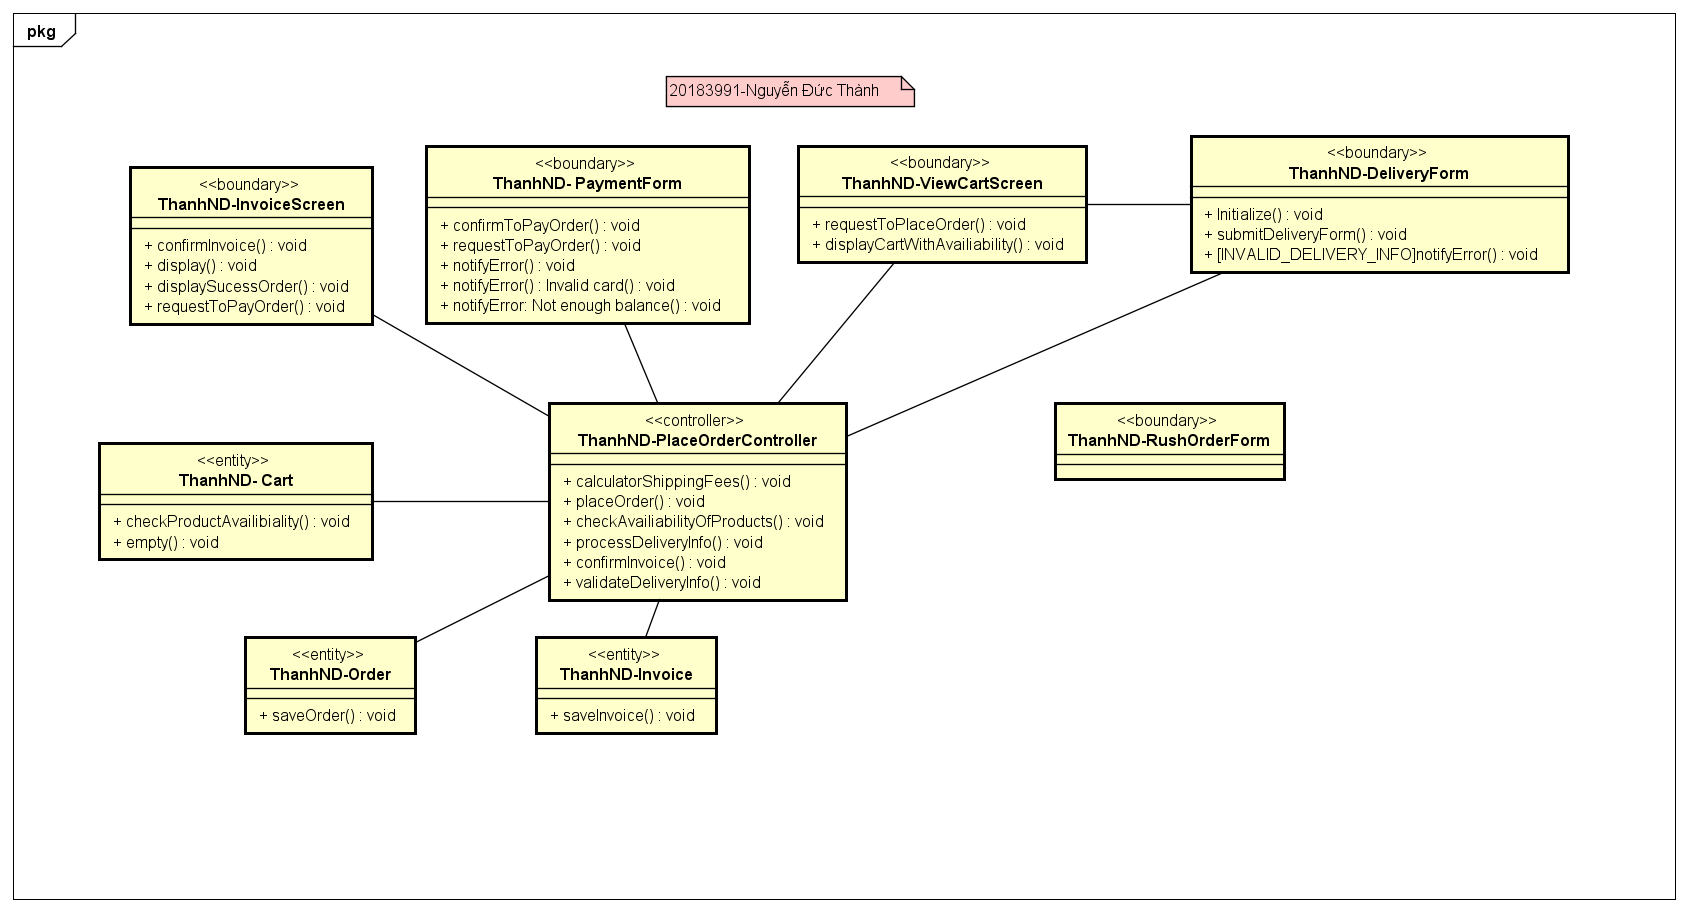 pkg
20183991-Nguyễn Đức Thành
<<boundary>>
ThanhND-InvoiceScreen
+ confirmInvoice() : void
+ display() : void
+ displaySucessOrder() : void
+ requestToPayOrder() : void
<<boundary>>
ThanhND- PaymentForm
+ confirmToPayOrder() : void
+ requestToPayOrder() : void
+ notifyError() : void
+ notifyError() : Invalid card() : void
+ notifyError: Not enough balance() : void
<<boundary>>
ThanhND-ViewCartScreen
+ requestToPlaceOrder() : void
+ displayCartWithAvailiability() : void
<<boundary>>
ThanhND-DeliveryForm
+ Initialize() : void
+ submitDeliveryForm() : void
+ [INVALID_DELIVERY_INFO]notifyError() : void
<<entity>>
ThanhND- Cart
+ checkProductAvailibiality() : void
+ empty() : void
<<controller>>
ThanhND-PlaceOrderController
+ calculatorShippingFees() : void
+ placeOrder() : void
+ checkAvailiabilityOfProducts() : void
+ processDeliveryInfo() : void
+ confirmInvoice() : void
+ validateDeliveryInfo() : void
<<boundary>>
ThanhND-RushOrderForm
<<entity>>
ThanhND-Order
+ saveOrder() : void
<<entity>>
ThanhND-Invoice
+ saveInvoice() : void